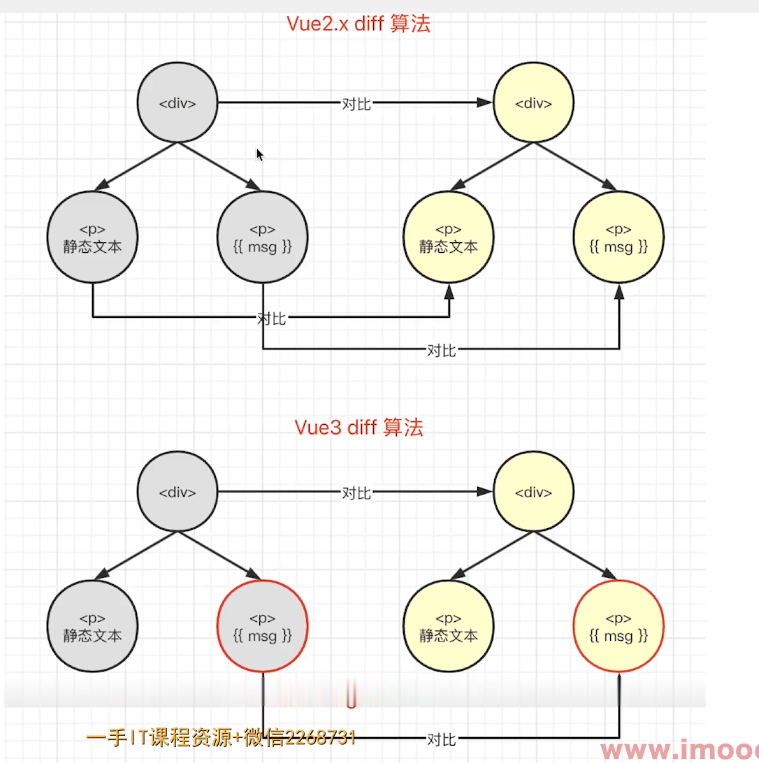 Vue2.x diff 算法
<div>
对比
<div>
<p>
静态文本
<p>
{{ msg }}
<p>
静态文本
<p>
{{ msg }}
对比
对比
Vue3 diff 算法
<div>
对比
<div>
<p>
静态文本
<p>
{{ msg }}
<p>
静态文本
<p>
{{ msg }}
一手IT课程资源+微信2268731
对比
www.imooc